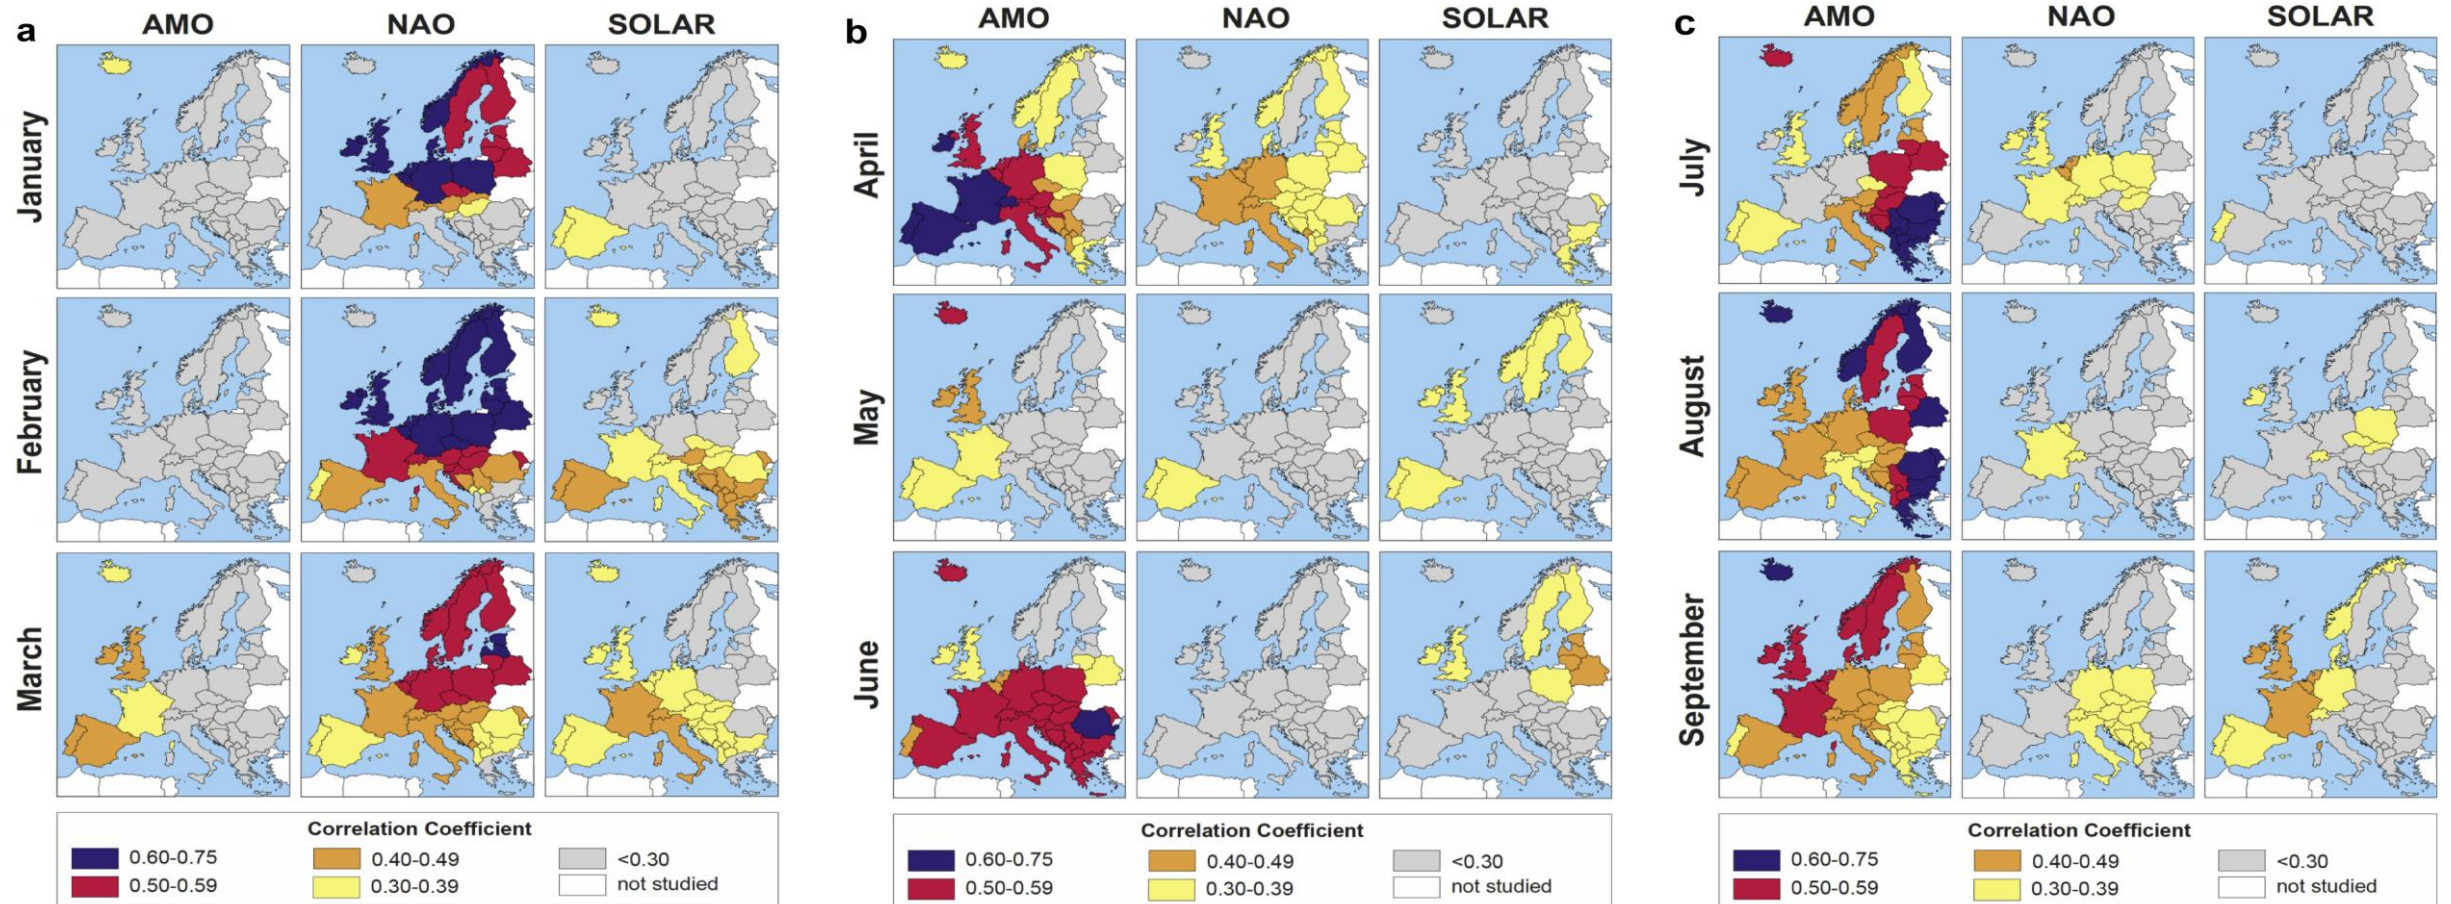 a
AMO NAO SOLAR
January
February
March
Correlation Coefficient
0.60-0.75 0.40-0.49 <0.30
0.50-0.59 0.30-0.39 not studied
b
AMO NAO SOLAR
April
May
June
Correlation Coefficient
0.60-0.75 0.40-0.49 <0.30
0.50-0.59 0.30-0.39 not studied
c
AMO NAO SOLAR
July
August
September
Correlation Coefficient
0.60-0.75 0.40-0.49 <0.30
0.50-0.59 0.30-0.39 not studied